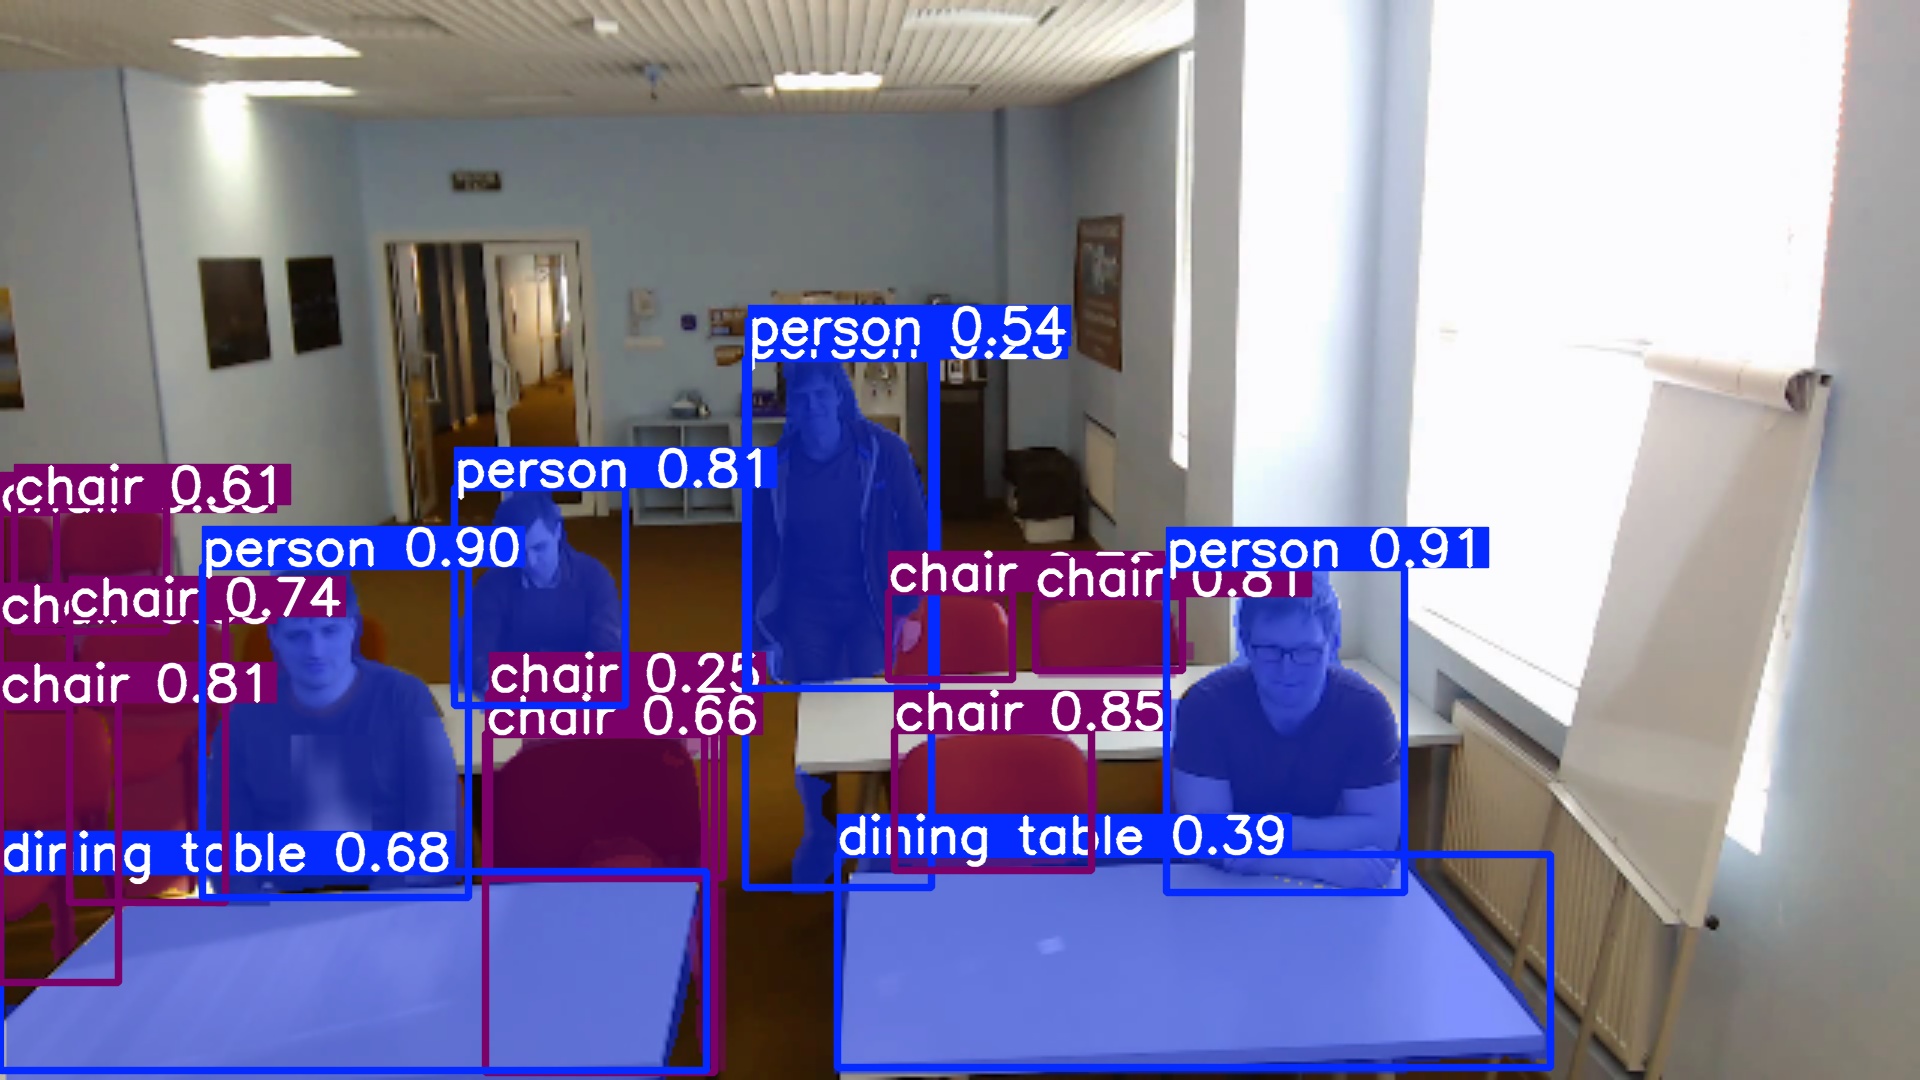 person 0.54
person 0.81
chair 0.61
person 0.90
person 0.91
chair
chair 0.81
chair 0.74
chair 0.81
chair 0.25
chair 0.66
chair 0.85
dining table 0.39
dining table 0.68